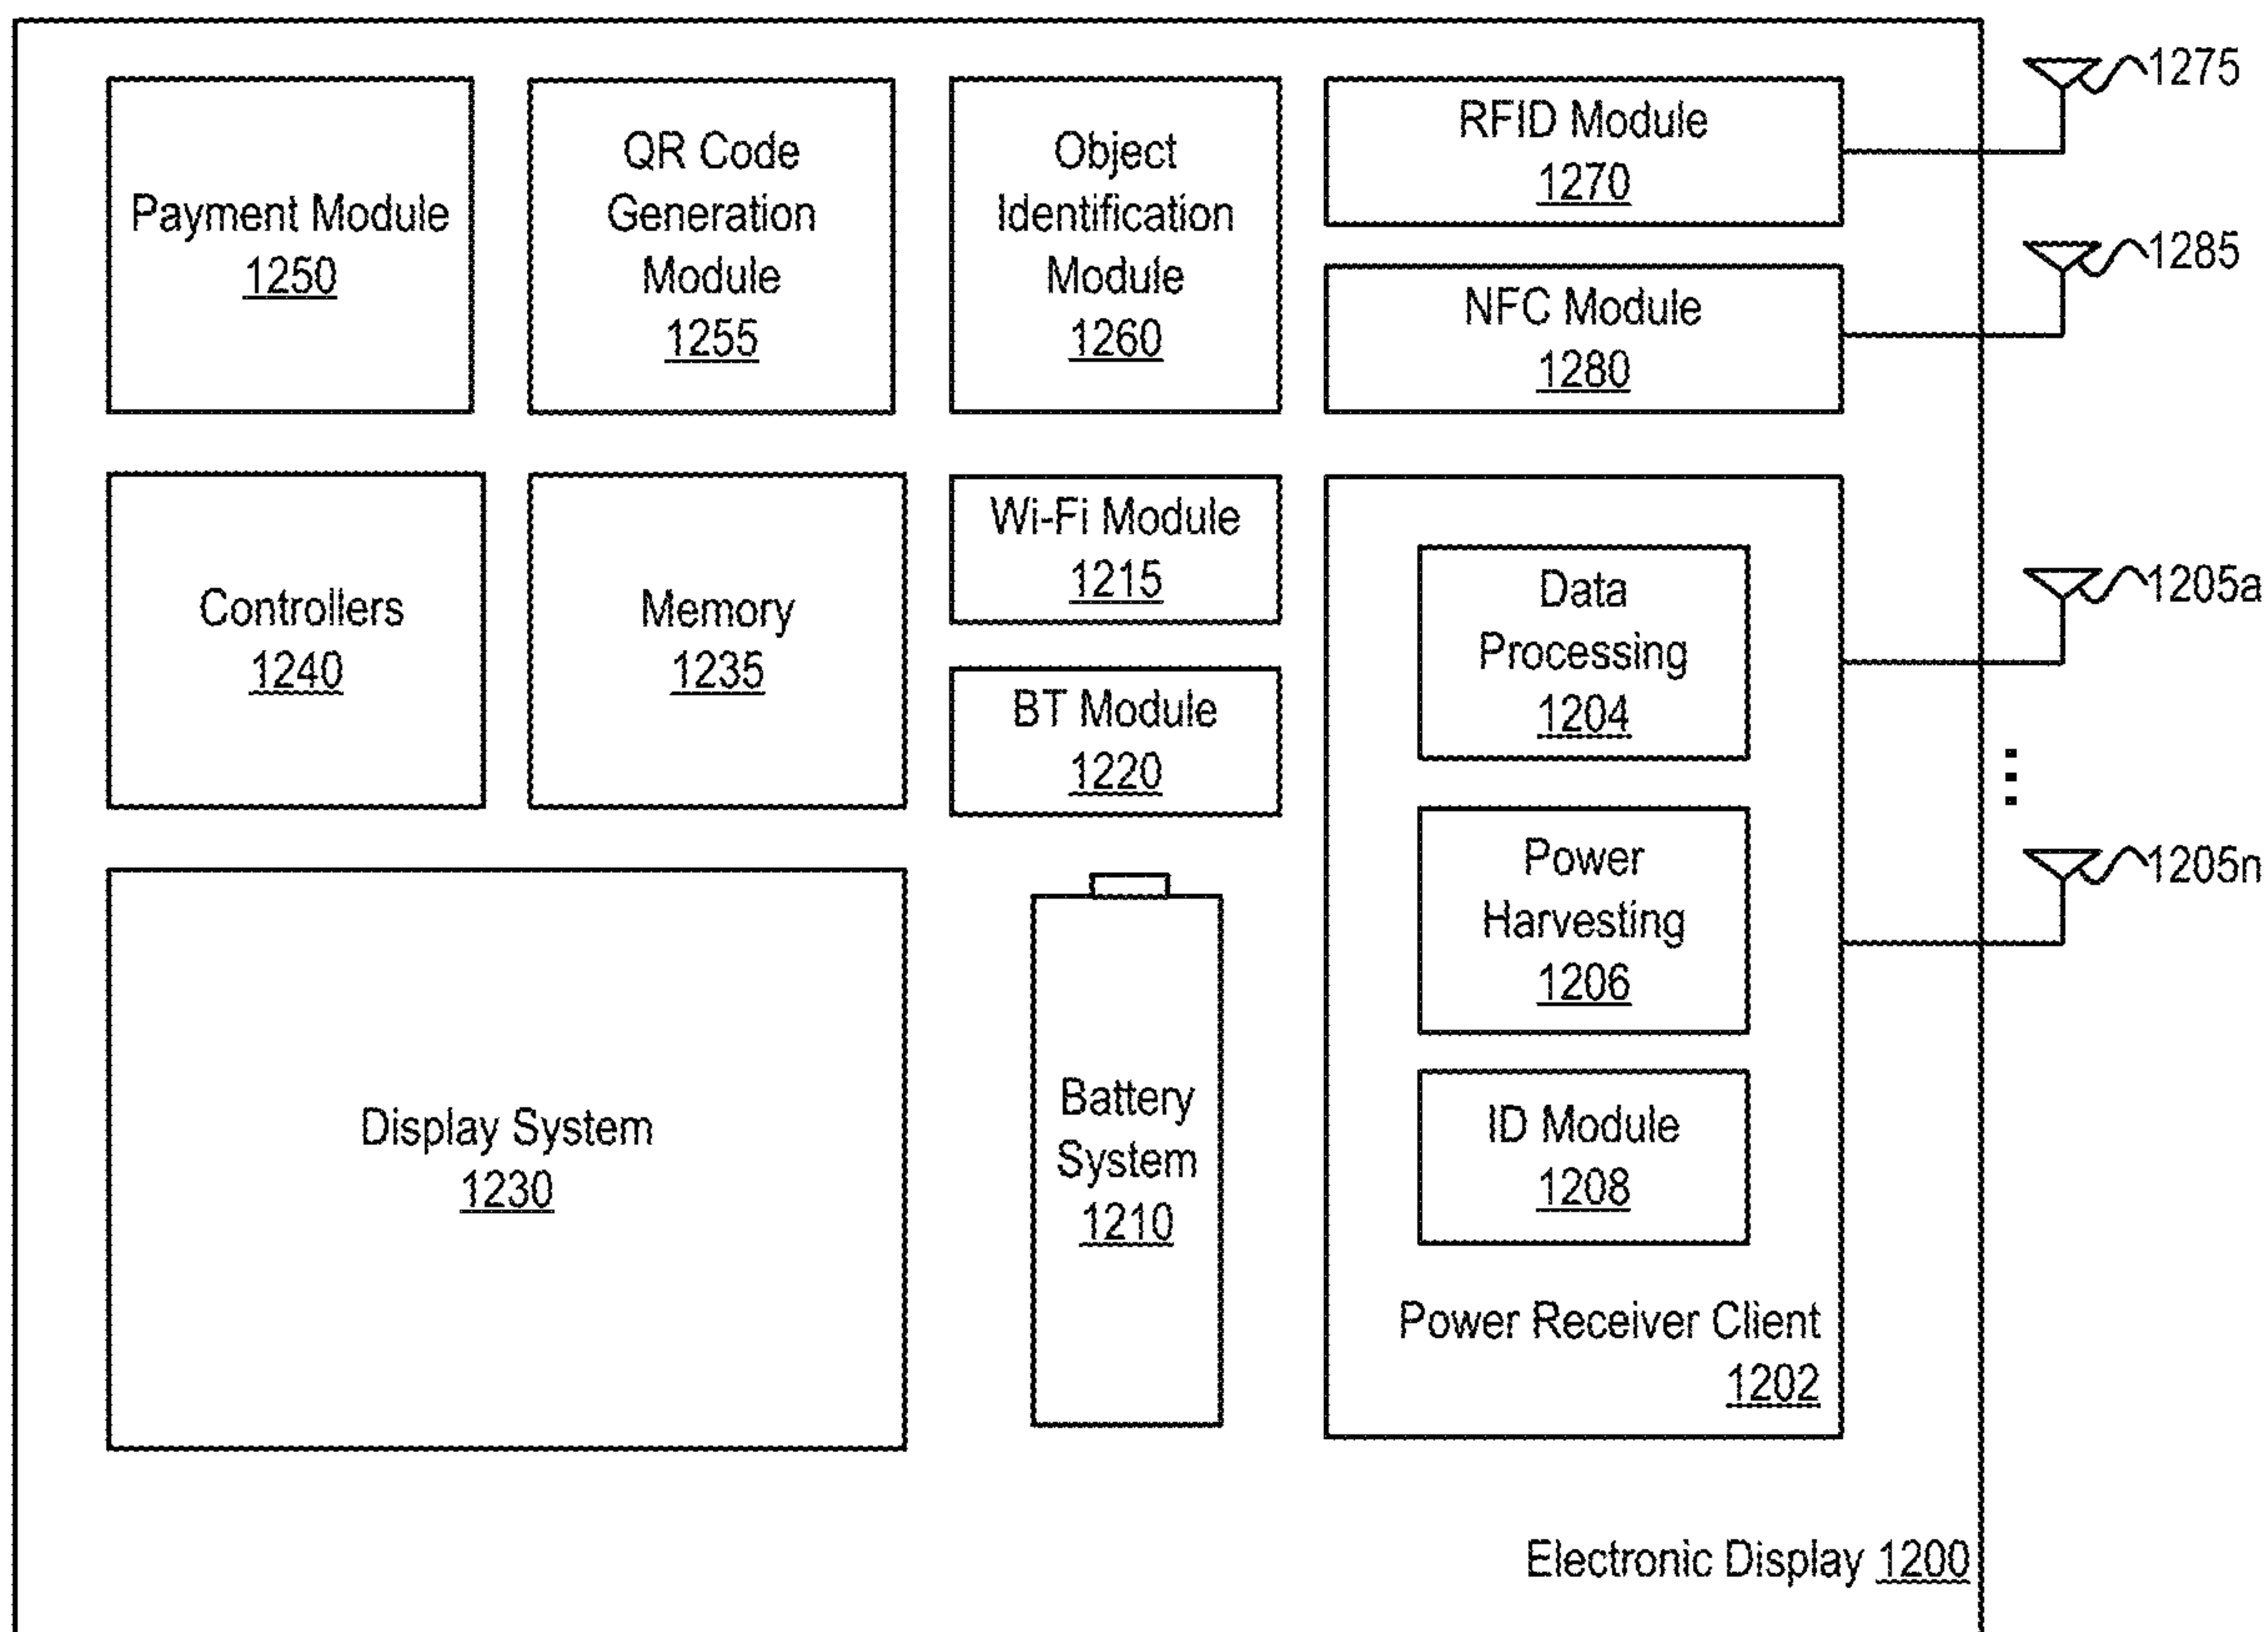 Payment Module
1250
QR Code
Generation
Module
1255
Object
Identification
Module
1260
RFID Module
1270
1275
NFC Module
1280
1285
Controllers
1240
Memory
1235
Wi-Fi Module
1215
BT Module
1220
Data
Processing
1204
1205a
Power
Harvesting
1206
1205n
ID Module
1208
Power Receiver Client
1202
Display System
1230
Battery
System
1210
Electronic Display 1200